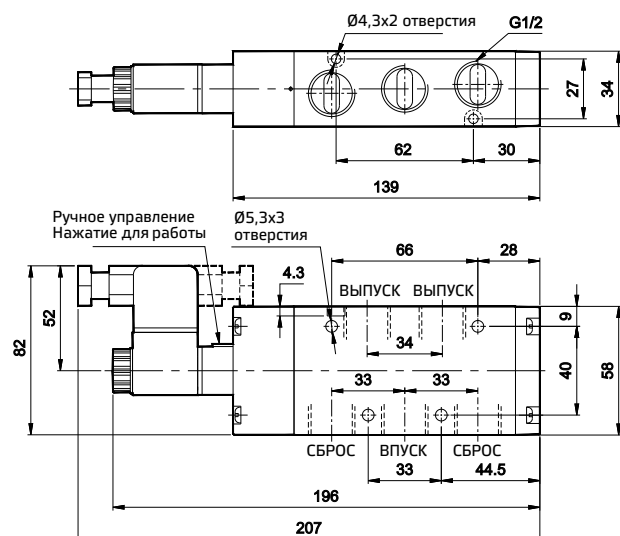 Ø4,3x2 отверстия
G1/2
27
34
62
30
139
Ручное управление
Нажатие для работы
Ø5,3x3
отверстия
66
28
4.3
ВЫПУСК ВЫПУСК
9
52
82
34
40
58
33
33
СБРОС ВПУСК СБРОС
33
44.5
196
207